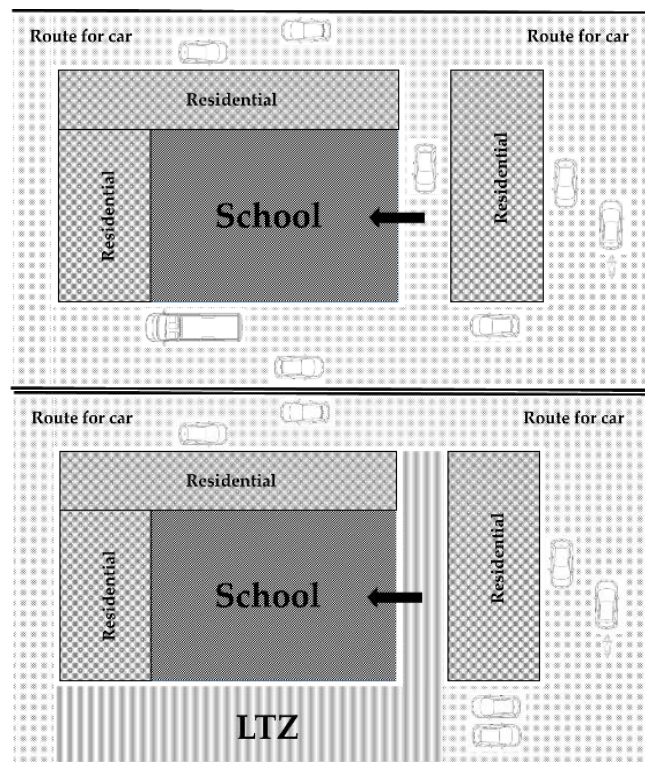 Route for car
Route for car
Residential
Residential
School
Residential
Route for car
Route for car
Residential
Residential
School
Residential
LTZ